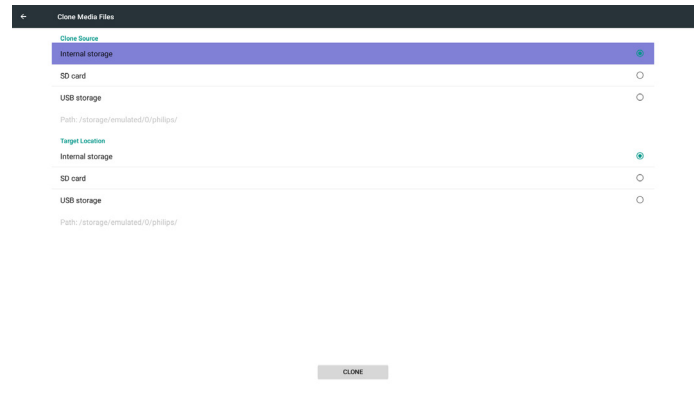 Clone Media Files
Clone Source
Internal storage
SD card
USB storage
Path: /storage/emulated/0/philips/
Target Location
Internal storage
SD card
USB storage
Path: /storage/emulated/0/philips/
CLONE